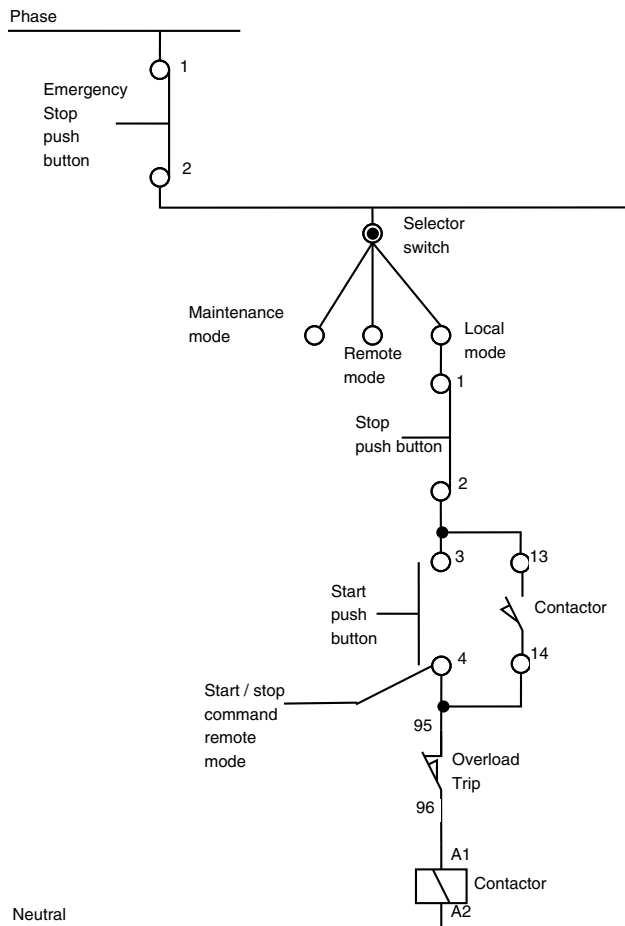 Phase
1
Emergency
Stop
push
button
2
Selector
switch
Maintenance
mode
Remote
mode
Local
mode
1
Stop
push button
2
3
13
Start
push
button
Contactor
4
14
Start / stop
command
remote
mode
95
Overload
Trip
96
A1
Contactor
A2
Neutral